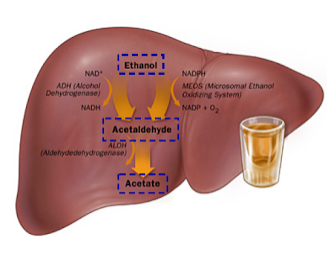 Ethanol
NAD⁺
ADH (Alcohol
Dehydrogenase)
NADH
NADPH
MEOS (Microsomal Ethanol
Oxidizing System)
NADP + O₂
Acetaldehyde
ALDH
(Aldehydedehydrogenase)
Acetate